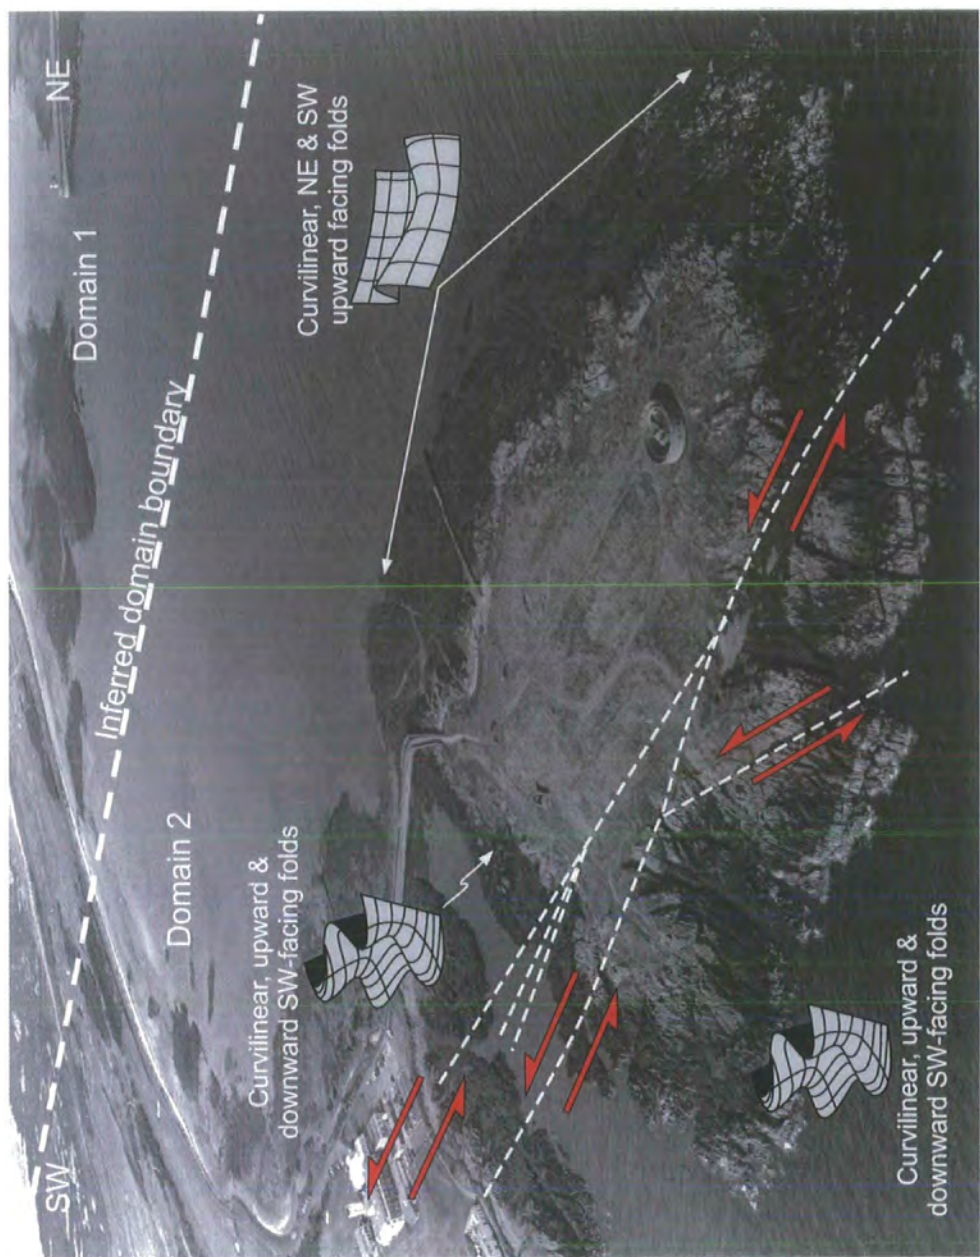 SW
NE
Domain 1
Inferred domain boundary
Domain 2
Curvilinear, NE & SW
upward facing folds
Curvilinear, upward &
downward SW-facing folds
Curvilinear, upward &
downward SW-facing folds